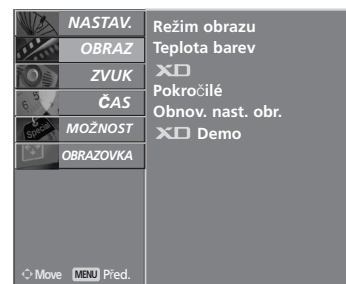 NASTAV.
OBRAZ
ZVUK
ČAS
MOŽNOST
OBRAZOVKA
Move MENU Před.
Režim obrazu
Teplota barev
XD
Pokročilé
Obnov. nast. obr.
XD Demo